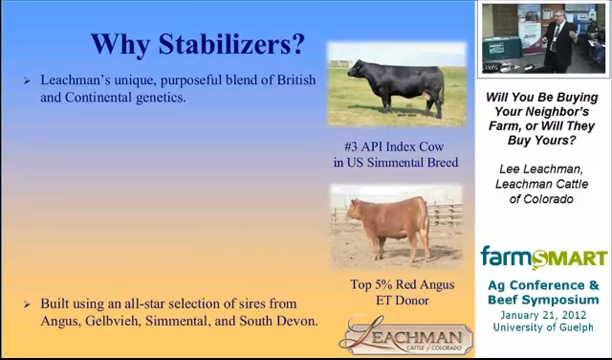 Why Stabilizers?
➢ Leachman's unique, purposeful blend of British
and Continental genetics.
#3 API Index Cow
in US Simmental Breed
Top 5% Red Angus
ET Donor
➢ Built using an all-star selection of sires from
Angus, Gelbvieh, Simmental, and South Devon.
LEACHMAN
CATTLE OF COLORADO
Will You Be Buying
Your Neighbor's
Farm, or Will They
Buy Yours?
Lee Leachman,
Leachman Cattle
of Colorado
farmSMART
Ag Conference &
Beef Symposium
January 21, 2012
University of Guelph